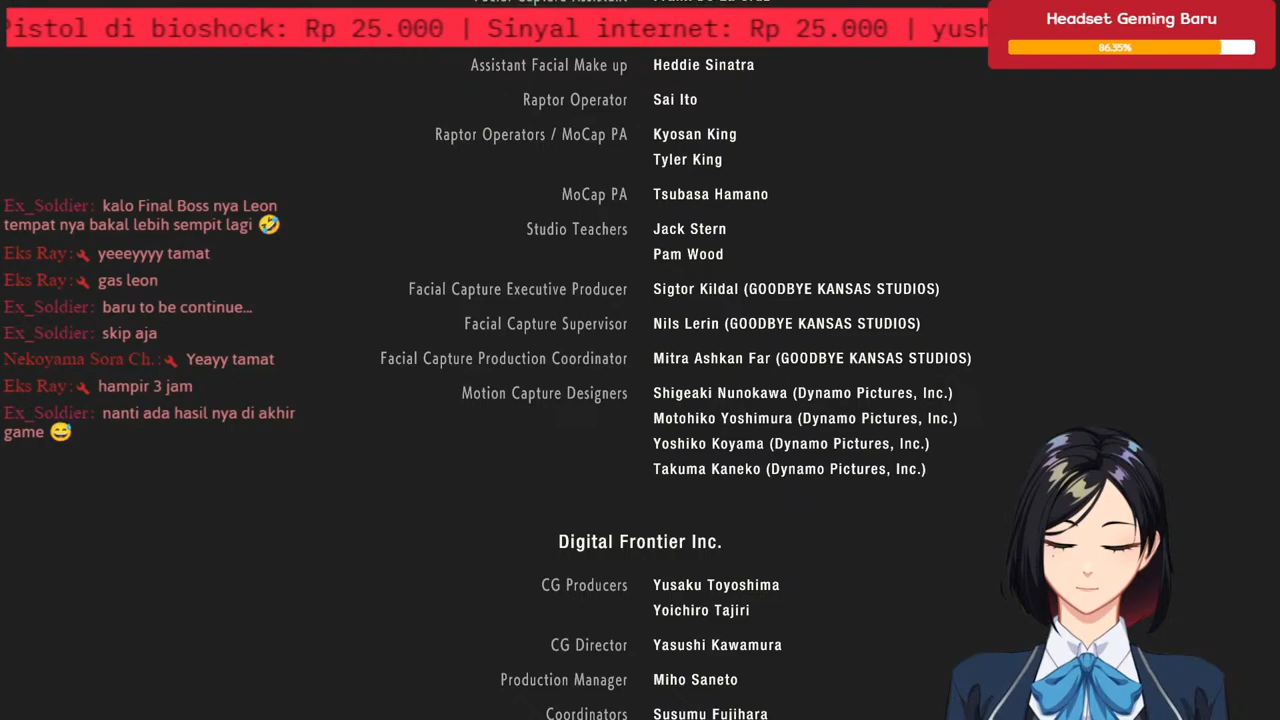 Pistol di bioshock: Rp 25.000 | Sinyal internet: Rp 25.000 | yush
Headset Geming Baru
86.35%
Assistant Facial Make up Heddie Sinatra
Raptor Operator Sai Ito
Raptor Operators / MoCap PA Kyosan King
Tyler King
MoCap PA Tsubasa Hamano
Studio Teachers Jack Stern
Pam Wood
Facial Capture Executive Producer Sigtor Kildal (GOODBYE KANSAS STUDIOS)
Facial Capture Supervisor Nils Lerin (GOODBYE KANSAS STUDIOS)
Facial Capture Production Coordinator Mitra Ashkan Far (GOODBYE KANSAS STUDIOS)
Motion Capture Designers Shigeaki Nunokawa (Dynamo Pictures, Inc.)
Motohiko Yoshimura (Dynamo Pictures, Inc.)
Yoshiko Koyama (Dynamo Pictures, Inc.)
Takuma Kaneko (Dynamo Pictures, Inc.)
Digital Frontier Inc.
CG Producers Yusaku Toyoshima
Yoichiro Tajiri
CG Director Yasushi Kawamura
Production Manager Miho Saneto
Coordinators Susumu Fujihara
Ex_Soldier: kalo Final Boss nya Leon
tempat nya bakal lebih sempit lagi 🤣
Eks Ray: yeeeyyyy tamat
Eks Ray: gas leon
Ex_Soldier: baru to be continue...
Ex_Soldier: skip aja
Nekoyama Sora Ch.: Yeayy tamat
Eks Ray: hampir 3 jam
Ex_Soldier: nanti ada hasil nya di akhir
game 😅